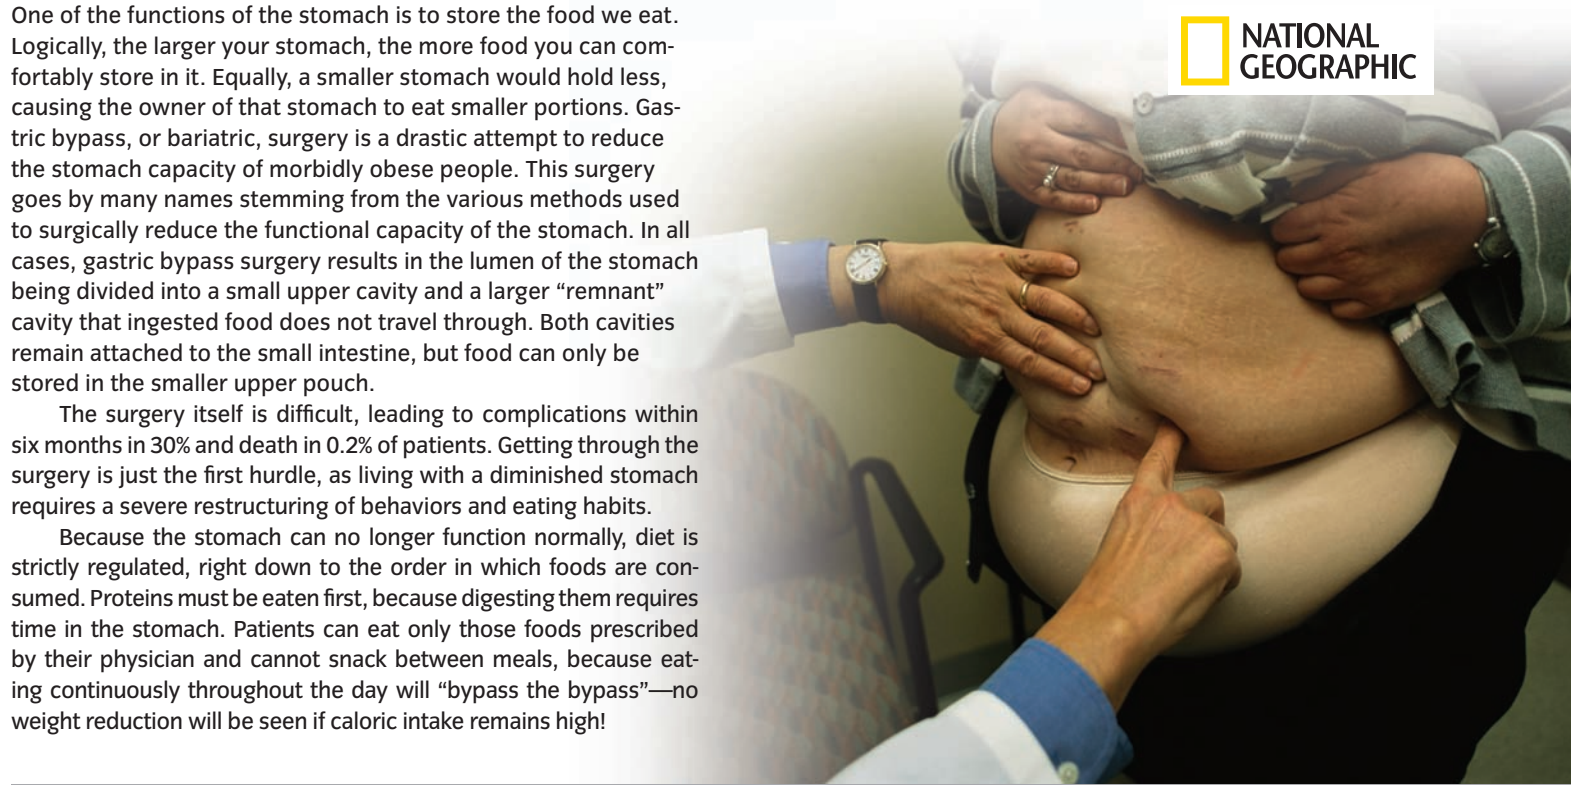 One of the functions of the stomach is to store the food we eat.
Logically, the larger your stomach, the more food you can com-
fortably store in it. Equally, a smaller stomach would hold less,
causing the owner of that stomach to eat smaller portions. Gas-
tric bypass, or bariatric, surgery is a drastic attempt to reduce
the stomach capacity of morbidly obese people. This surgery
goes by many names stemming from the various methods used
to surgically reduce the functional capacity of the stomach. In all
cases, gastric bypass surgery results in the lumen of the stomach
being divided into a small upper cavity and a larger “remnant”
cavity that ingested food does not travel through. Both cavities
remain attached to the small intestine, but food can only be
stored in the smaller upper pouch.
The surgery itself is difficult, leading to complications within
six months in 30% and death in 0.2% of patients. Getting through the
surgery is just the first hurdle, as living with a diminished stomach
requires a severe restructuring of behaviors and eating habits.
Because the stomach can no longer function normally, diet is
strictly regulated, right down to the order in which foods are con-
sumed. Proteins must be eaten first, because digesting them requires
time in the stomach. Patients can eat only those foods prescribed
by their physician and cannot snack between meals, because eat-
ing continuously throughout the day will “bypass the bypass”—no
weight reduction will be seen if caloric intake remains high!
NATIONAL
GEOGRAPHIC